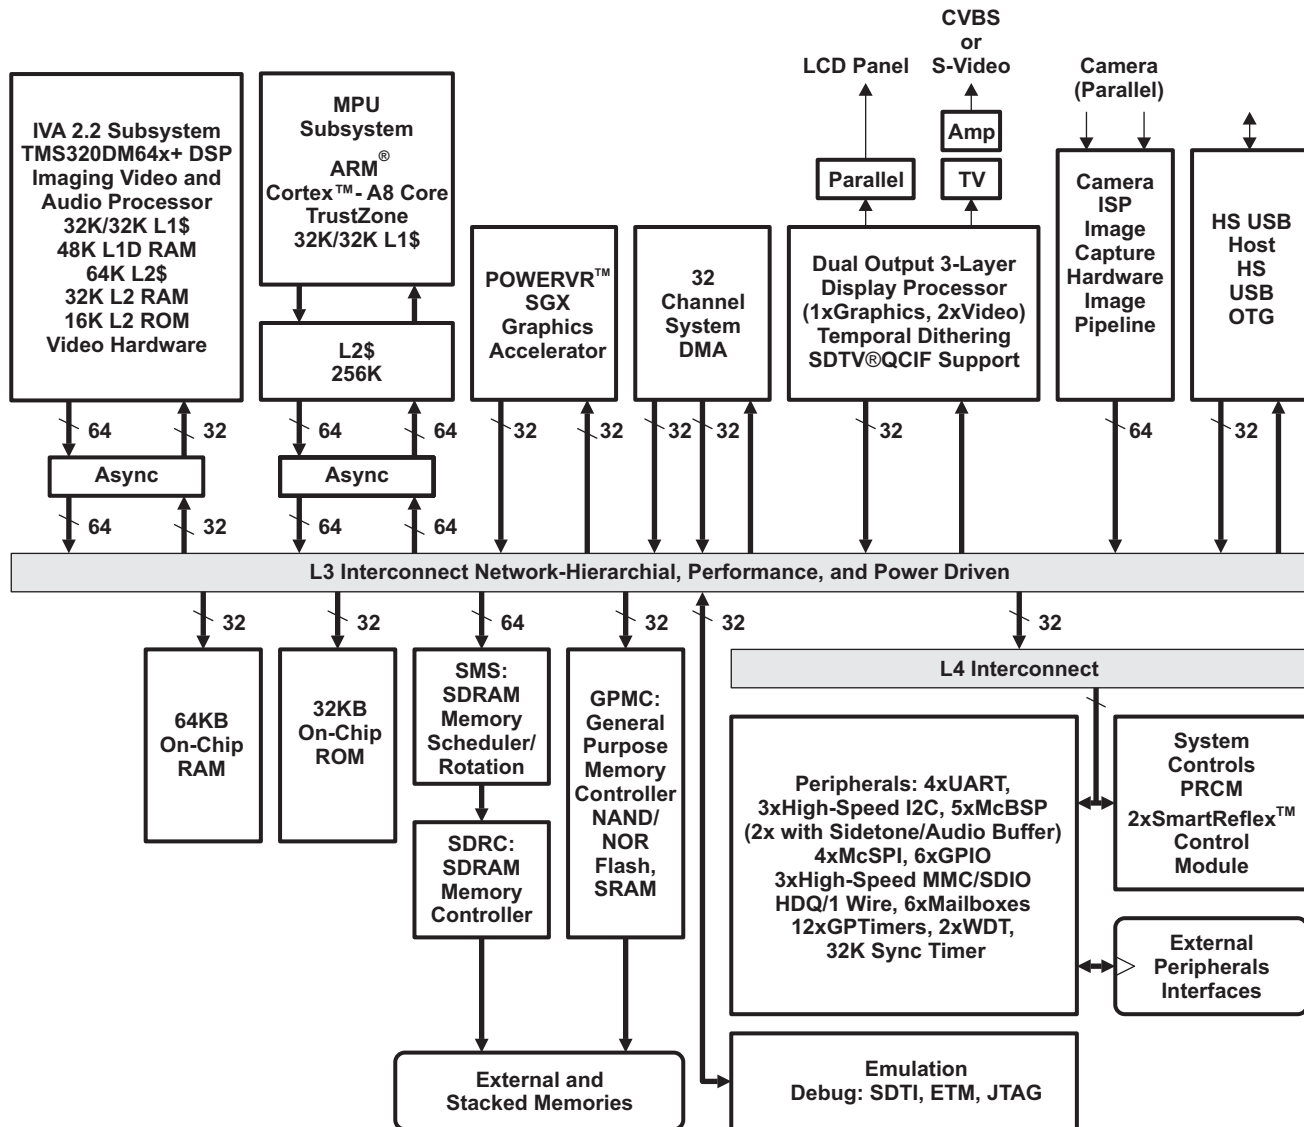 CVBS
or
S-Video
LCD Panel
Camera
(Parallel)
Amp
Parallel
TV
IVA 2.2 Subsystem
TMS320DM64x+ DSP
Imaging Video and
Audio Processor
32K/32K L1$
48K L1D RAM
64K L2$
32K L2 RAM
16K L2 ROM
Video Hardware
MPU
Subsystem
ARM®
Cortex™- A8 Core
TrustZone
32K/32K L1$
L2$
256K
POWERVR™
SGX
Graphics
Accelerator
32
Channel
System
DMA
Dual Output 3-Layer
Display Processor
(1xGraphics, 2xVideo)
Temporal Dithering
SDTV®QCIF Support
Camera
ISP
Image
Capture
Hardware
Image
Pipeline
HS USB
Host
HS
USB
OTG
64 32 64 64 32 32 32 32 32 64 32
Async
Async
64 32 64 64
L3 Interconnect Network-Hierarchial, Performance, and Power Driven
32 32 64 32 32 32
64KB
On-Chip
RAM
32KB
On-Chip
ROM
SMS:
SDRAM
Memory
Scheduler/
Rotation
SDRC:
SDRAM
Memory
Controller
GPMC:
General
Purpose
Memory
Controller
NAND/
NOR
Flash,
SRAM
External and
Stacked Memories
L4 Interconnect
Peripherals: 4xUART,
3xHigh-Speed I2C, 5xMcBSP
(2x with Sidetone/Audio Buffer)
4xMcSPI, 6xGPIO
3xHigh-Speed MMC/SDIO
HDQ/1 Wire, 6xMailboxes
12xGPTimers, 2xWDT,
32K Sync Timer
System
Controls
PRCM
2xSmartReflex™
Control
Module
External
Peripherals
Interfaces
Emulation
Debug: SDTI, ETM, JTAG